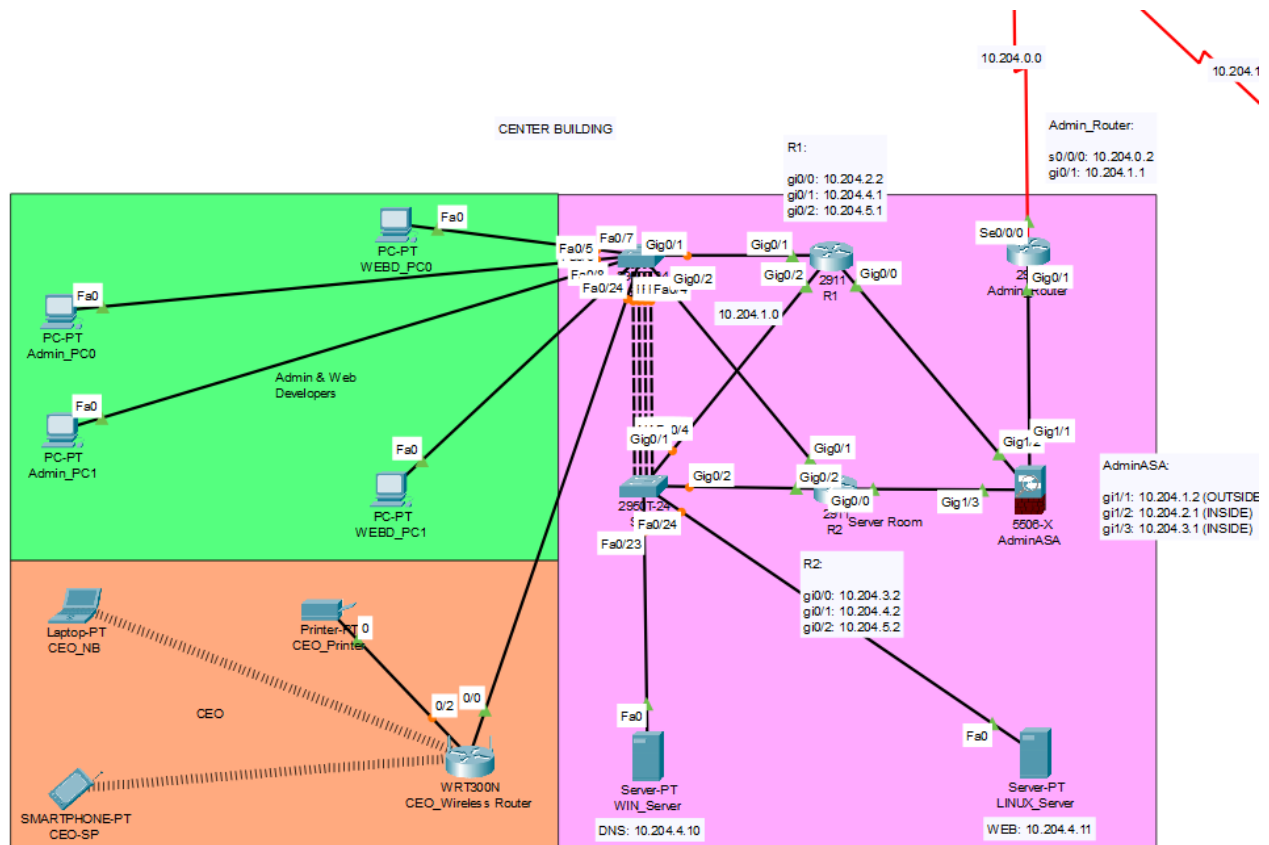 10.204.0.0
10.204.1
CENTER BUILDING
Admin_Router:
s0/0/0: 10.204.0.2
gi0/1: 10.204.1.1
R1:
gi0/0: 10.204.2.2
gi0/1: 10.204.4.1
gi0/2: 10.204.5.1
Fa0
PC-PT
WEBD_PC0
Fa0/5
Fa0/7
Gig0/1
Gig0/1
Gig0/2
Gig0/0
2911
R1
Se0/0/0
Gig0/1
Admin_Router
Fa0/8
Fa0/24
Fa0/4
Gig0/2
10.204.1.0
Fa0
PC-PT
Admin_PC0
Admin & Web
Developers
Fa0
PC-PT
Admin_PC1
Fa0
PC-PT
WEBD_PC1
Gig0/1
0/4
Gig0/2
2950T-24
Fa0/24
Fa0/23
Gig0/1
Gig0/2
Gig0/0
2911
R2
Server Room
Gig1/3
Gig1/2
Gig1/1
5506-X
AdminASA
AdminASA:
gi1/1: 10.204.1.2 (OUTSIDE
gi1/2: 10.204.2.1 (INSIDE)
gi1/3: 10.204.3.1 (INSIDE)
R2:
gi0/0: 10.204.3.2
gi0/1: 10.204.4.2
gi0/2: 10.204.5.2
Laptop-PT
CEO_NB
Printer-PT
CEO_Printer
0
CEO
0/2
0/0
WRT300N
CEO_Wireless Router
SMARTPHONE-PT
CEO-SP
Fa0
Server-PT
WIN_Server
DNS: 10.204.4.10
Fa0
Server-PT
LINUX_Server
WEB: 10.204.4.11